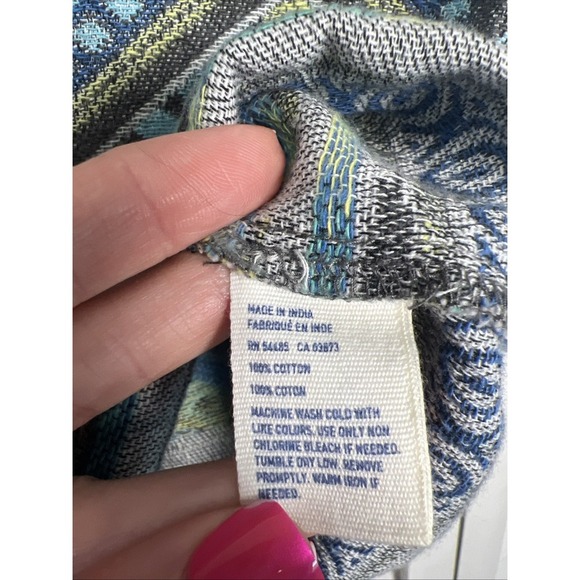 MADE IN INDIA
FABRIQUÉ EN INDE
RN 54485 CA 03873
100% COTTON
100% COTON
MACHINE WASH COLD WITH
LIKE COLORS. USE ONLY NON
CHLORINE BLEACH IF NEEDED.
TUMBLE DRY LOW. REMOVE
PROMPTLY. WARM IRON IF
NEEDED.